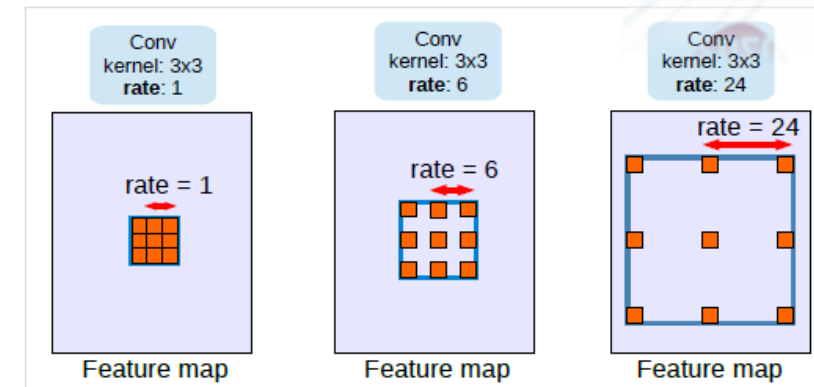 Conv
kernel: 3x3
rate: 1
Conv
kernel: 3x3
rate: 6
Conv
kernel: 3x3
rate: 24
rate = 1
rate = 6
rate = 24
Feature map
Feature map
Feature map